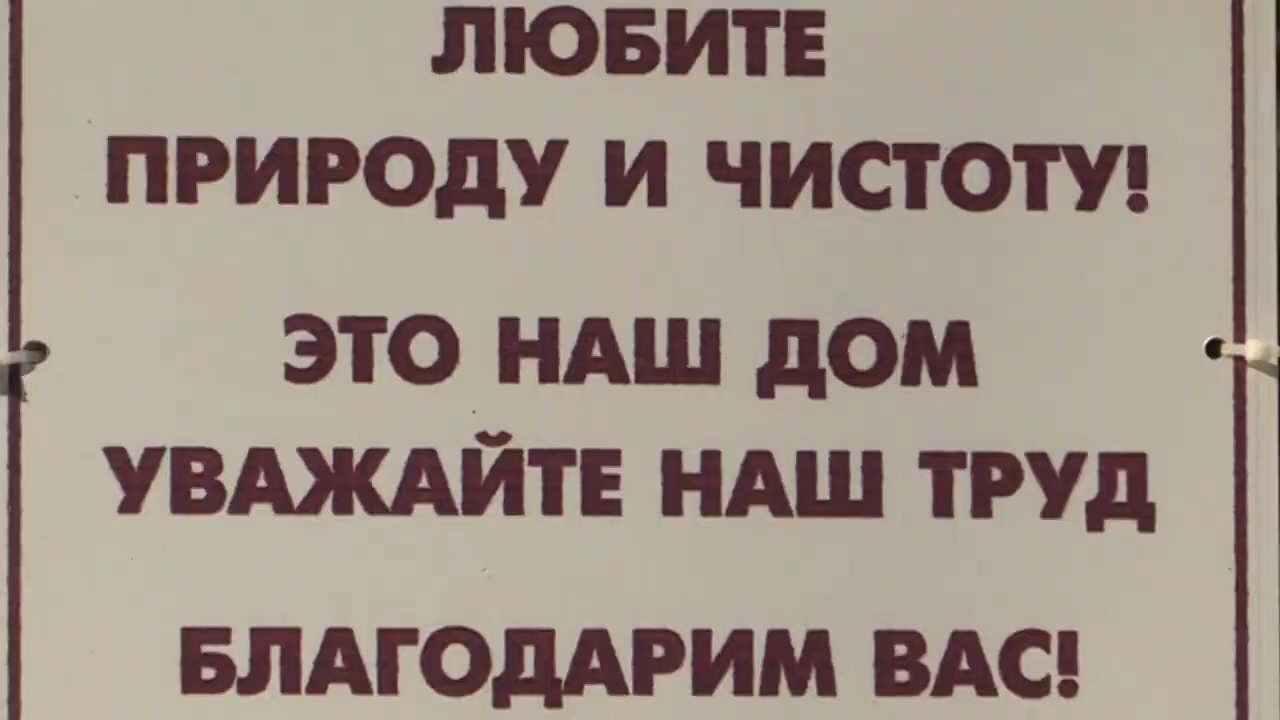 ЛЮБИТЕ
ПРИРОДУ И ЧИСТОТУ!
ЭТО НАШ ДОМ
УВАЖАЙТЕ НАШ ТРУД
БЛАГОДАРИМ ВАС!